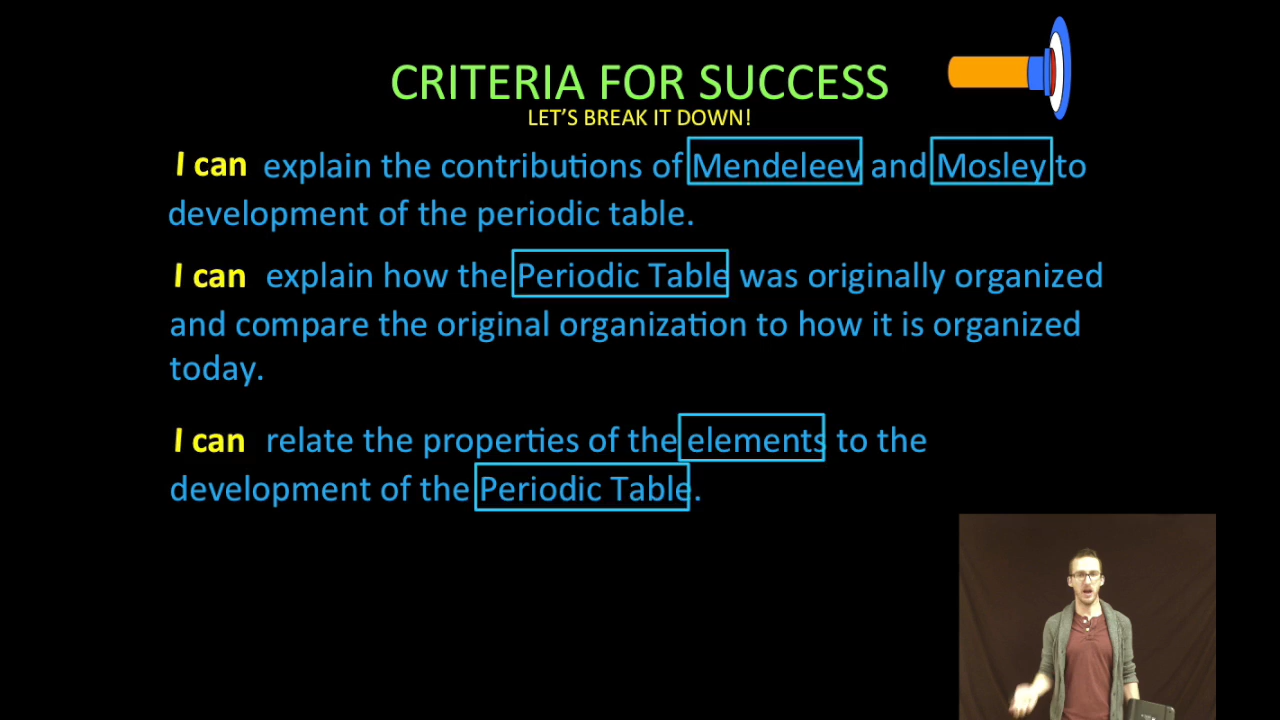 CRITERIA FOR SUCCESS
LET'S BREAK IT DOWN!
I can explain the contributions of Mendeleev and Mosley to
development of the periodic table.
I can explain how the Periodic Table was originally organized
and compare the original organization to how it is organized
today.
I can relate the properties of the elements to the
development of the Periodic Table.